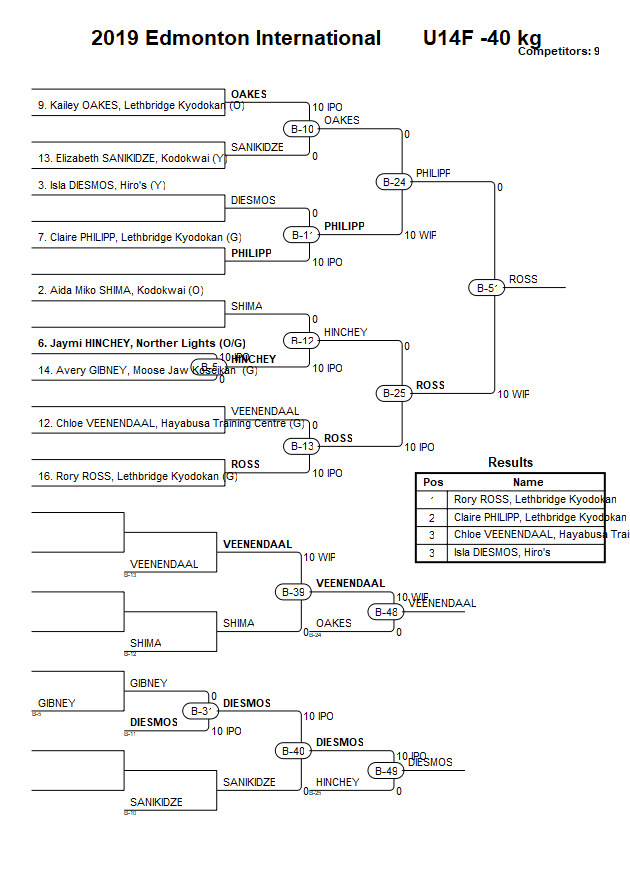 2019 Edmonton International U14F -40 kg
Competitors: 9
OAKES
9. Kailey OAKES, Lethbridge Kyodokan (O)
10 IPO
OAKES
B-10
0
SANIKIDZE
13. Elizabeth SANIKIDZE, Kodokwai (Y)
0
PHILIPP
B-24
0
3. Isla DIESMOS, Hiro's (Y)
DIESMOS
0
PHILIPP
7. Claire PHILIPP, Lethbridge Kyodokan (G)
B-11
10 WIP
PHILIPP
10 IPO
ROSS
B-51
2. Aida Miko SHIMA, Kodokwai (O)
SHIMA
0
HINCHEY
6. Jaymi HINCHEY, Norther Lights (O/G)
B-12
0
10 IPO
HINCHEY
B-5
14. Avery GIBNEY, Moose Jaw Koseikan (G)
10 IPO
0
ROSS
B-25
10 WIP
VEENENDAAL
12. Chloe VEENENDAAL, Hayabusa Training Centre (G)
0
ROSS
B-13
10 IPO
ROSS
16. Rory ROSS, Lethbridge Kyodokan (G)
10 IPO
Results
Pos Name
1 Rory ROSS, Lethbridge Kyodokan
2 Claire PHILIPP, Lethbridge Kyodokan
3 Chloe VEENENDAAL, Hayabusa Trai
3 Isla DIESMOS, Hiro's
VEENENDAAL
10 WIP
VEENENDAAL
B-13
VEENENDAAL
B-39
10 WIP
VEENENDAAL
B-48
SHIMA
0
B-24
OAKES
0
SHIMA
B-12
GIBNEY
0
DIESMOS
GIBNEY
B-5
B-31
10 IPO
DIESMOS
B-11
10 IPO
DIESMOS
B-40
10 IPO
DIESMOS
B-49
SANIKIDZE
0
B-25
HINCHEY
0
SANIKIDZE
B-10